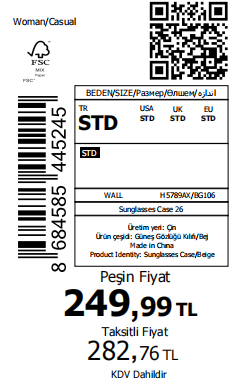 Woman/Casual
FSC
MIX
Paper
FSC™
BEDEN/SIZE/Размер/Өлшем/اندازه
TR USA UK EU
STD STD STD STD
STD
WALL H5789AX/BG106
Sunglasses Case 26
8 684585 445245
Üretim yeri: Çin
Ürün çeşidi: Güneş Gözlüğü Kılıfı/Bej
Made in China
Product Identity: Sunglasses Case/Beige
Peşin Fiyat
249,99 TL
Taksitli Fiyat
282,76 TL
KDV Dahildir